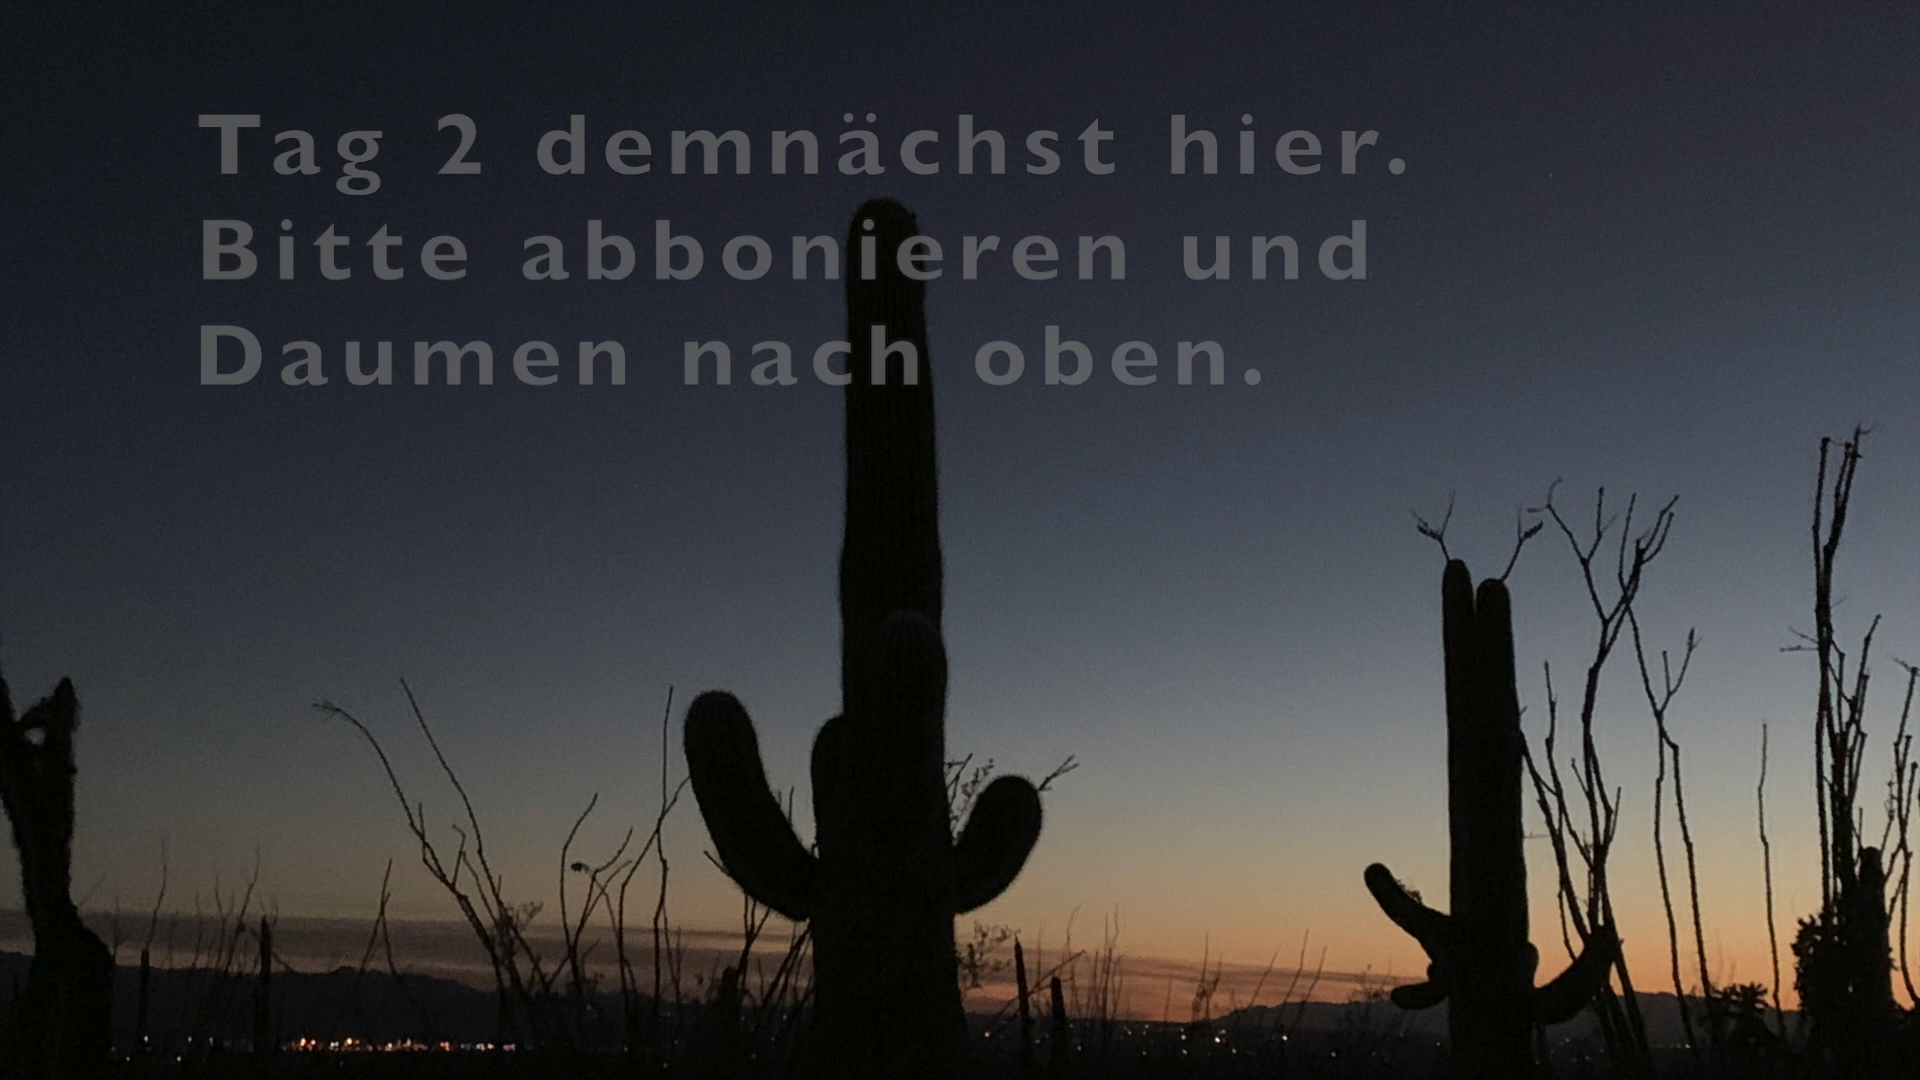 Tag 2 demnächst hier.
Bitte abbonieren und
Daumen nach oben.